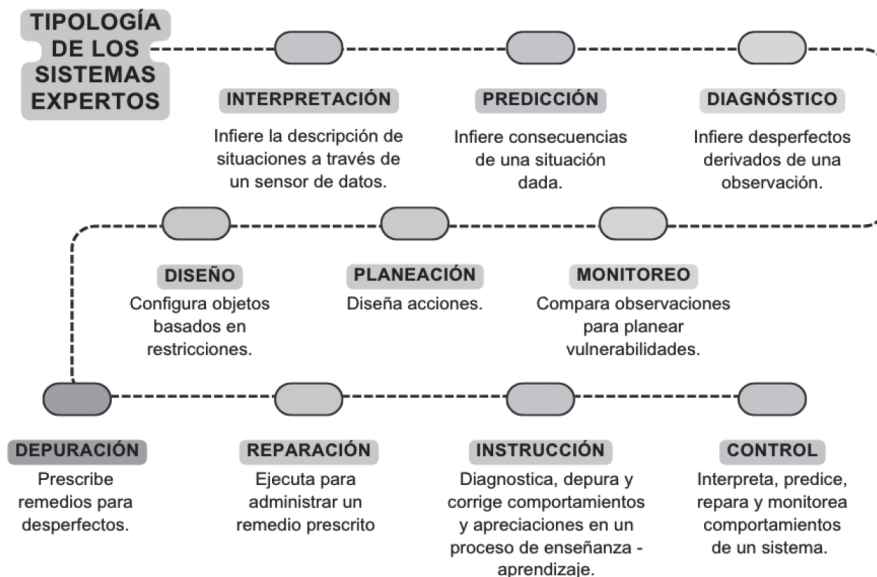 TIPOLOGÍA
DE LOS
SISTEMAS
EXPERTOS
INTERPRETACIÓN
Infiere la descripción de
situaciones a través de
un sensor de datos.
PREDICCIÓN
Infiere consecuencias
de una situación
dada.
DIAGNÓSTICO
Infiere desperfectos
derivados de una
observación.
DISEÑO
Configura objetos
basados en
restricciones.
PLANEACIÓN
Diseña acciones.
MONITOREO
Compara observaciones
para planear
vulnerabilidades.
DEPURACIÓN
Prescribe
remedios para
desperfectos.
REPARACIÓN
Ejecuta para
administrar un
remedio prescrito
INSTRUCCIÓN
Diagnostica, depura y
corrige comportamientos
y apreciaciones en un
proceso de enseñanza -
aprendizaje.
CONTROL
Interpreta, predice,
repara y monitorea
comportamientos
de un sistema.